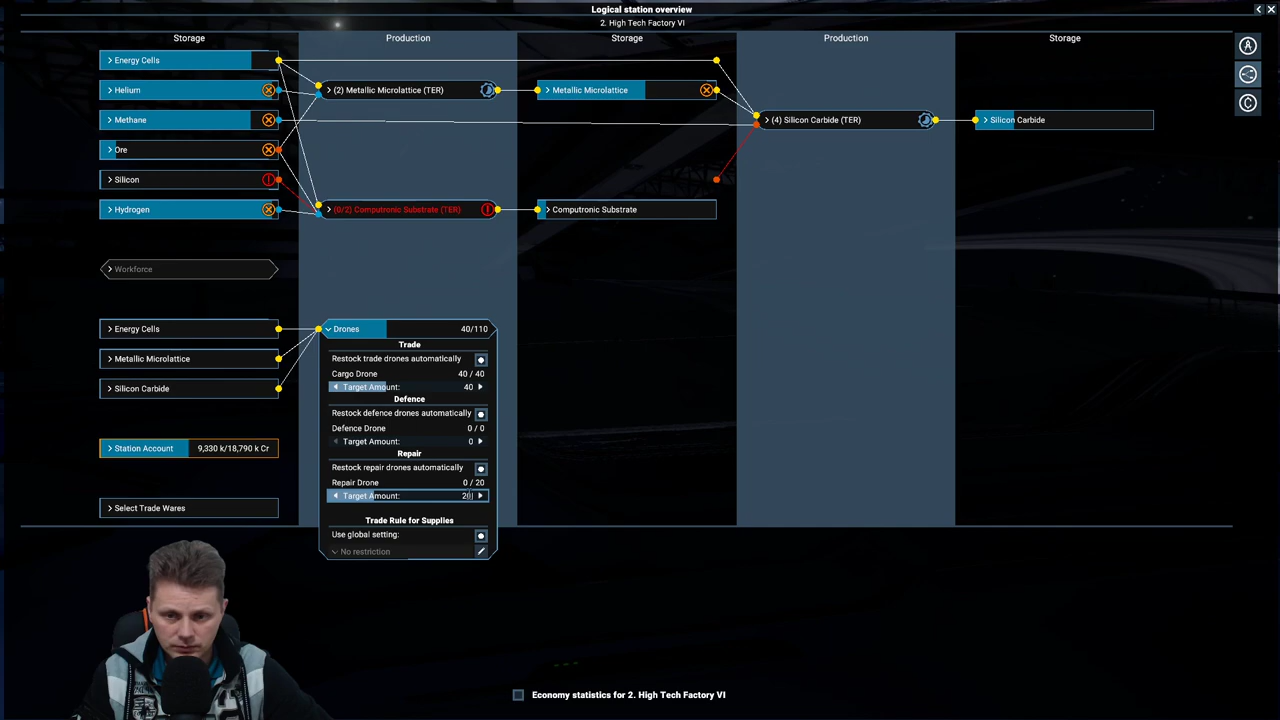 Logical station overview
2. High Tech Factory VI
Storage
Production
Storage
Production
Storage
Energy Cells
Helium
(2) Metallic Microlattice (TER)
Metallic Microlattice
Methane
(4) Silicon Carbide (TER)
Silicon Carbide
Ore
Silicon
Hydrogen
(0/2) Computronic Substrate (TER)
Computronic Substrate
Workforce
Energy Cells
Metallic Microlattice
Silicon Carbide
Drones 40/110
Trade
Restock trade drones automatically
Cargo Drone 40 / 40
Target Amount: 40
Defence
Restock defence drones automatically
Defence Drone 0 / 0
Target Amount: 0
Repair
Restock repair drones automatically
Repair Drone 0 / 20
Target Amount: 20
Trade Rule for Supplies
Use global setting:
No restriction
Station Account 9,330 k/18,790 k Cr
Select Trade Wares
Economy statistics for 2. High Tech Factory VI
A
C